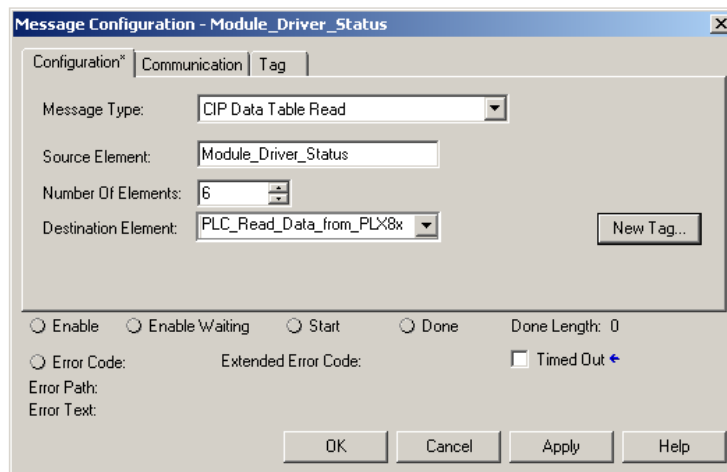 Message Configuration - Module_Driver_Status
Configuration* Communication Tag
Message Type: CIP Data Table Read
Source Element: Module_Driver_Status
Number Of Elements: 6
Destination Element: PLC_Read_Data_from_PLX8x New Tag...
Enable Enable Waiting Start Done Done Length: 0
Error Code: Extended Error Code: Timed Out ←
Error Path:
Error Text:
OK Cancel Apply Help